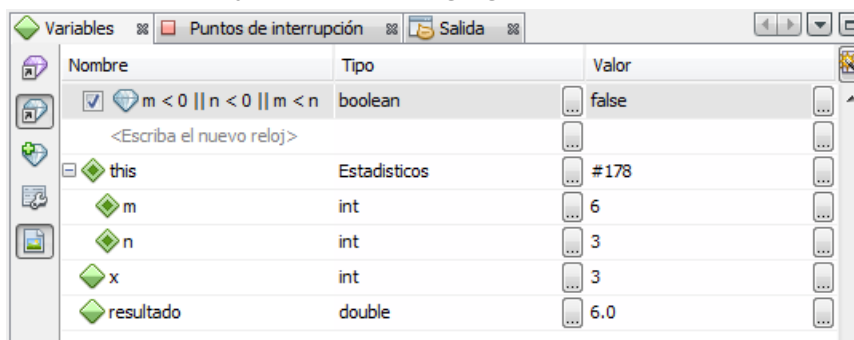 Variables Puntos de interrupción Salida
Nombre Tipo Valor
m < 0 || n < 0 || m < n boolean ... false ...
<Escriba el nuevo reloj> ... ...
this Estadisticos ... #178 ...
m int ... 6 ...
n int ... 3 ...
x int ... 3 ...
resultado double ... 6.0 ...